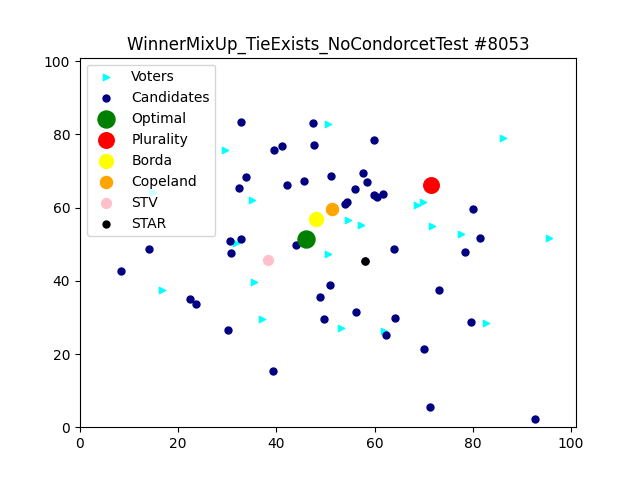 WinnerMixUp_TieExists_NoCondorcetTest #8053
100
80
60
40
20
0
Voters
Candidates
Optimal
Plurality
Borda
Copeland
STV
STAR
0 20 40 60 80 100